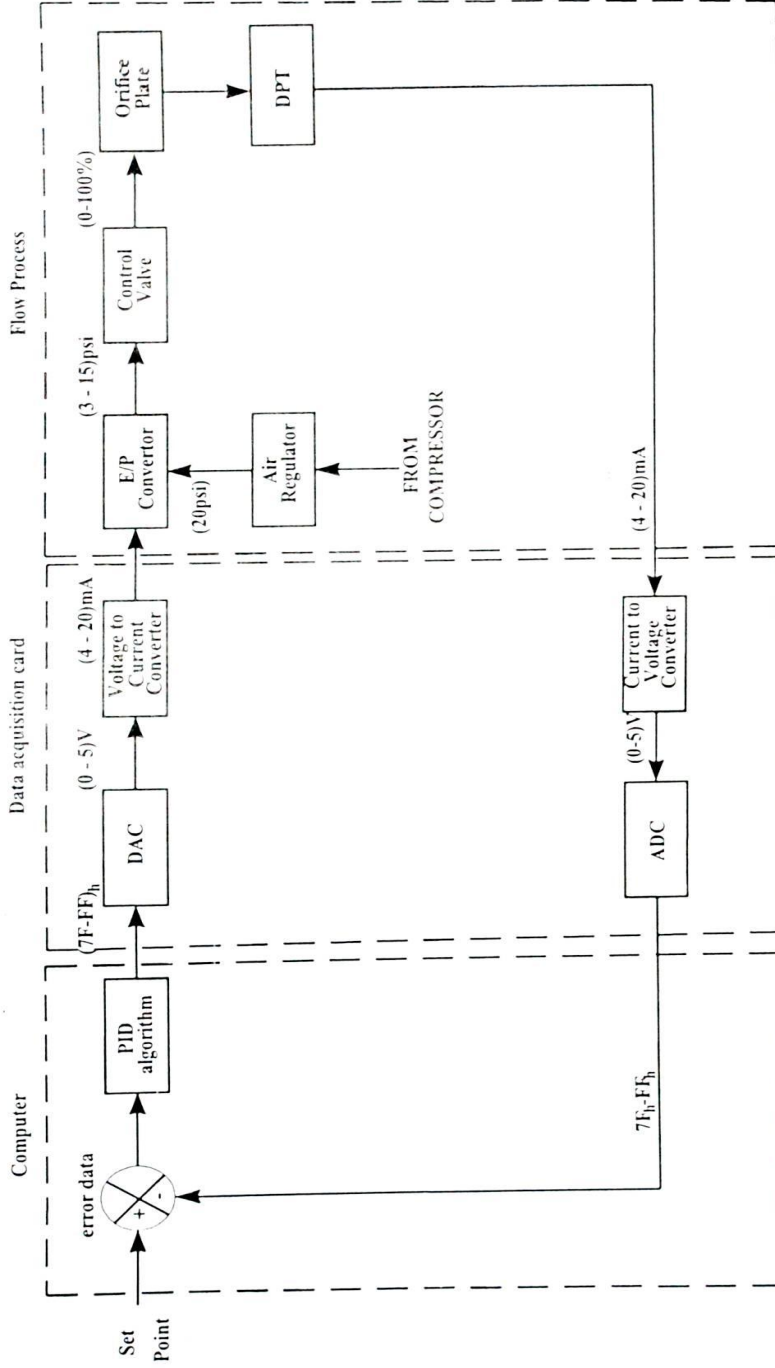 Computer
Data acquisition card
Flow Process
Set
Point
error data
+
-
PID
algorithm
(7F-FF)h
DAC
(0 - 5)V
Voltage to
Current
Converter
(4 - 20)mA
E/P
Convertor
(3 - 15)psi
Control
Valve
(0-100%)
Orifice
Plate
(20psi)
Air
Regulator
FROM
COMPRESSOR
DPT
(4 - 20)mA
Current to
Voltage
Converter
(0-5)V
ADC
7Fh-FFh